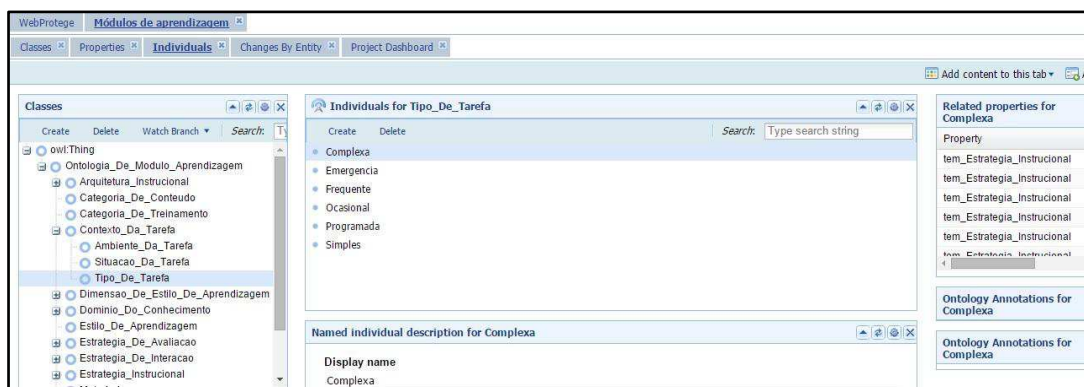 WebProtege Módulos de aprendizagem
Classes Properties Individuals Changes By Entity Project Dashboard
Add content to this tab
Classes
Create Delete Watch Branch Search:
owl:Thing
Ontologia_De_Modulo_Aprendizagem
Arquitetura_Instrucional
Categoria_De_Conteudo
Categoria_De_Treinamento
Contexto_Da_Tarefa
Ambiente_Da_Tarefa
Situacao_Da_Tarefa
Tipo_De_Tarefa
Dimensao_De_Estilo_De_Aprendizagem
Dominio_Do_Conhecimento
Estilo_De_Aprendizagem
Estrategia_De_Avaliacao
Estrategia_De_Interacao
Estrategia_Instrucional
Individuals for Tipo_De_Tarefa
Create Delete Search: Type search string
Complexa
Emergencia
Frequente
Ocasional
Programada
Simples
Named individual description for Complexa
Display name
Complexa
Related properties for
Complexa
Property
tem_Estrategia_Instrucional
tem_Estrategia_Instrucional
tem_Estrategia_Instrucional
tem_Estrategia_Instrucional
tem_Estrategia_Instrucional
tem_Estrategia_Instrucional
Ontology Annotations for
Complexa
Ontology Annotations for
Complexa